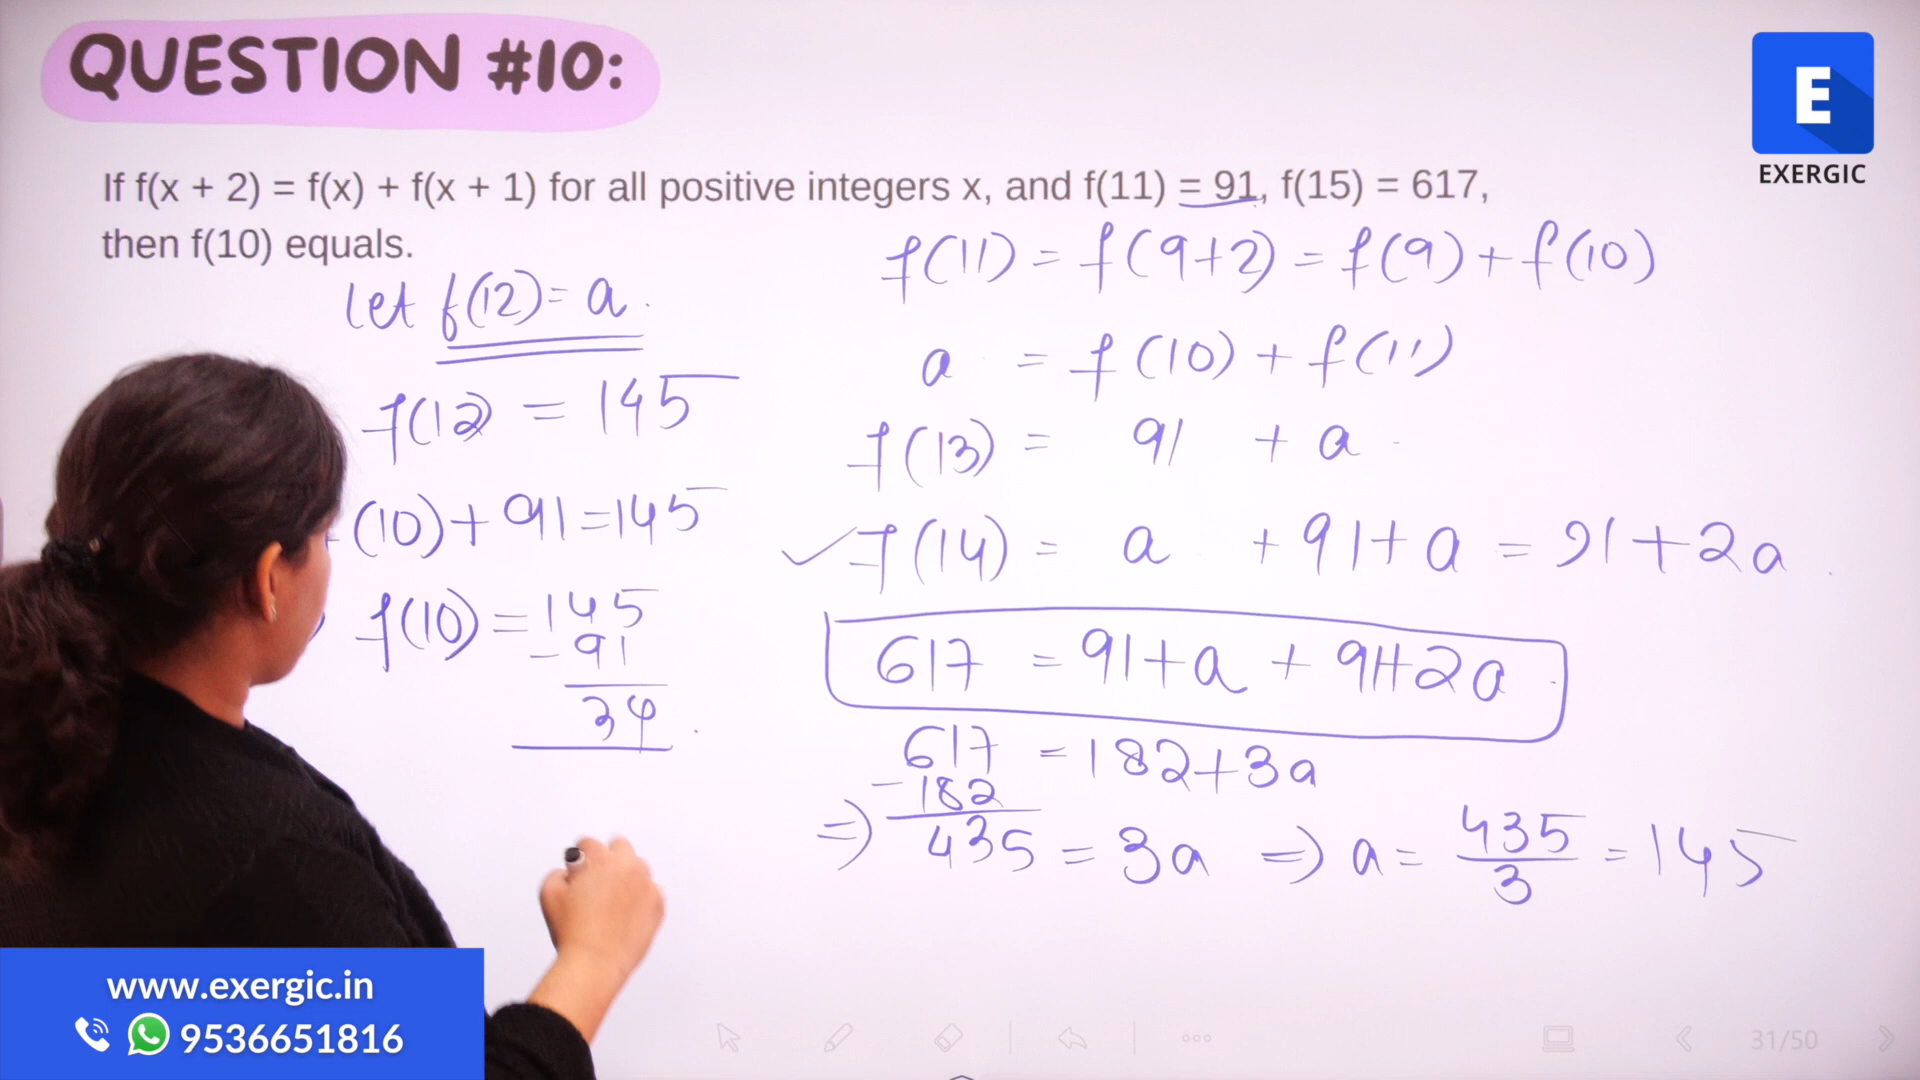 QUESTION #10:
E
EXERGIC
If f(x + 2) = f(x) + f(x + 1) for all positive integers x, and f(11) = 91, f(15) = 617,
then f(10) equals.
let f(12) = a
f(12) = 145
(10) + 91 = 145
f(10) = 145
- 91
34
f(11) = f(9+2) = f(9) + f(10)
a = f(10) + f(11)
f(13) = 91 + a
✓ f(14) = a + 91 + a = 91 + 2a
617 = 91 + a + 91 + 2a
617 = 182 + 3a
- 182
⇒ 435 = 3a ⇒ a = 435/3 = 145
www.exergic.in
9536651816
31/50